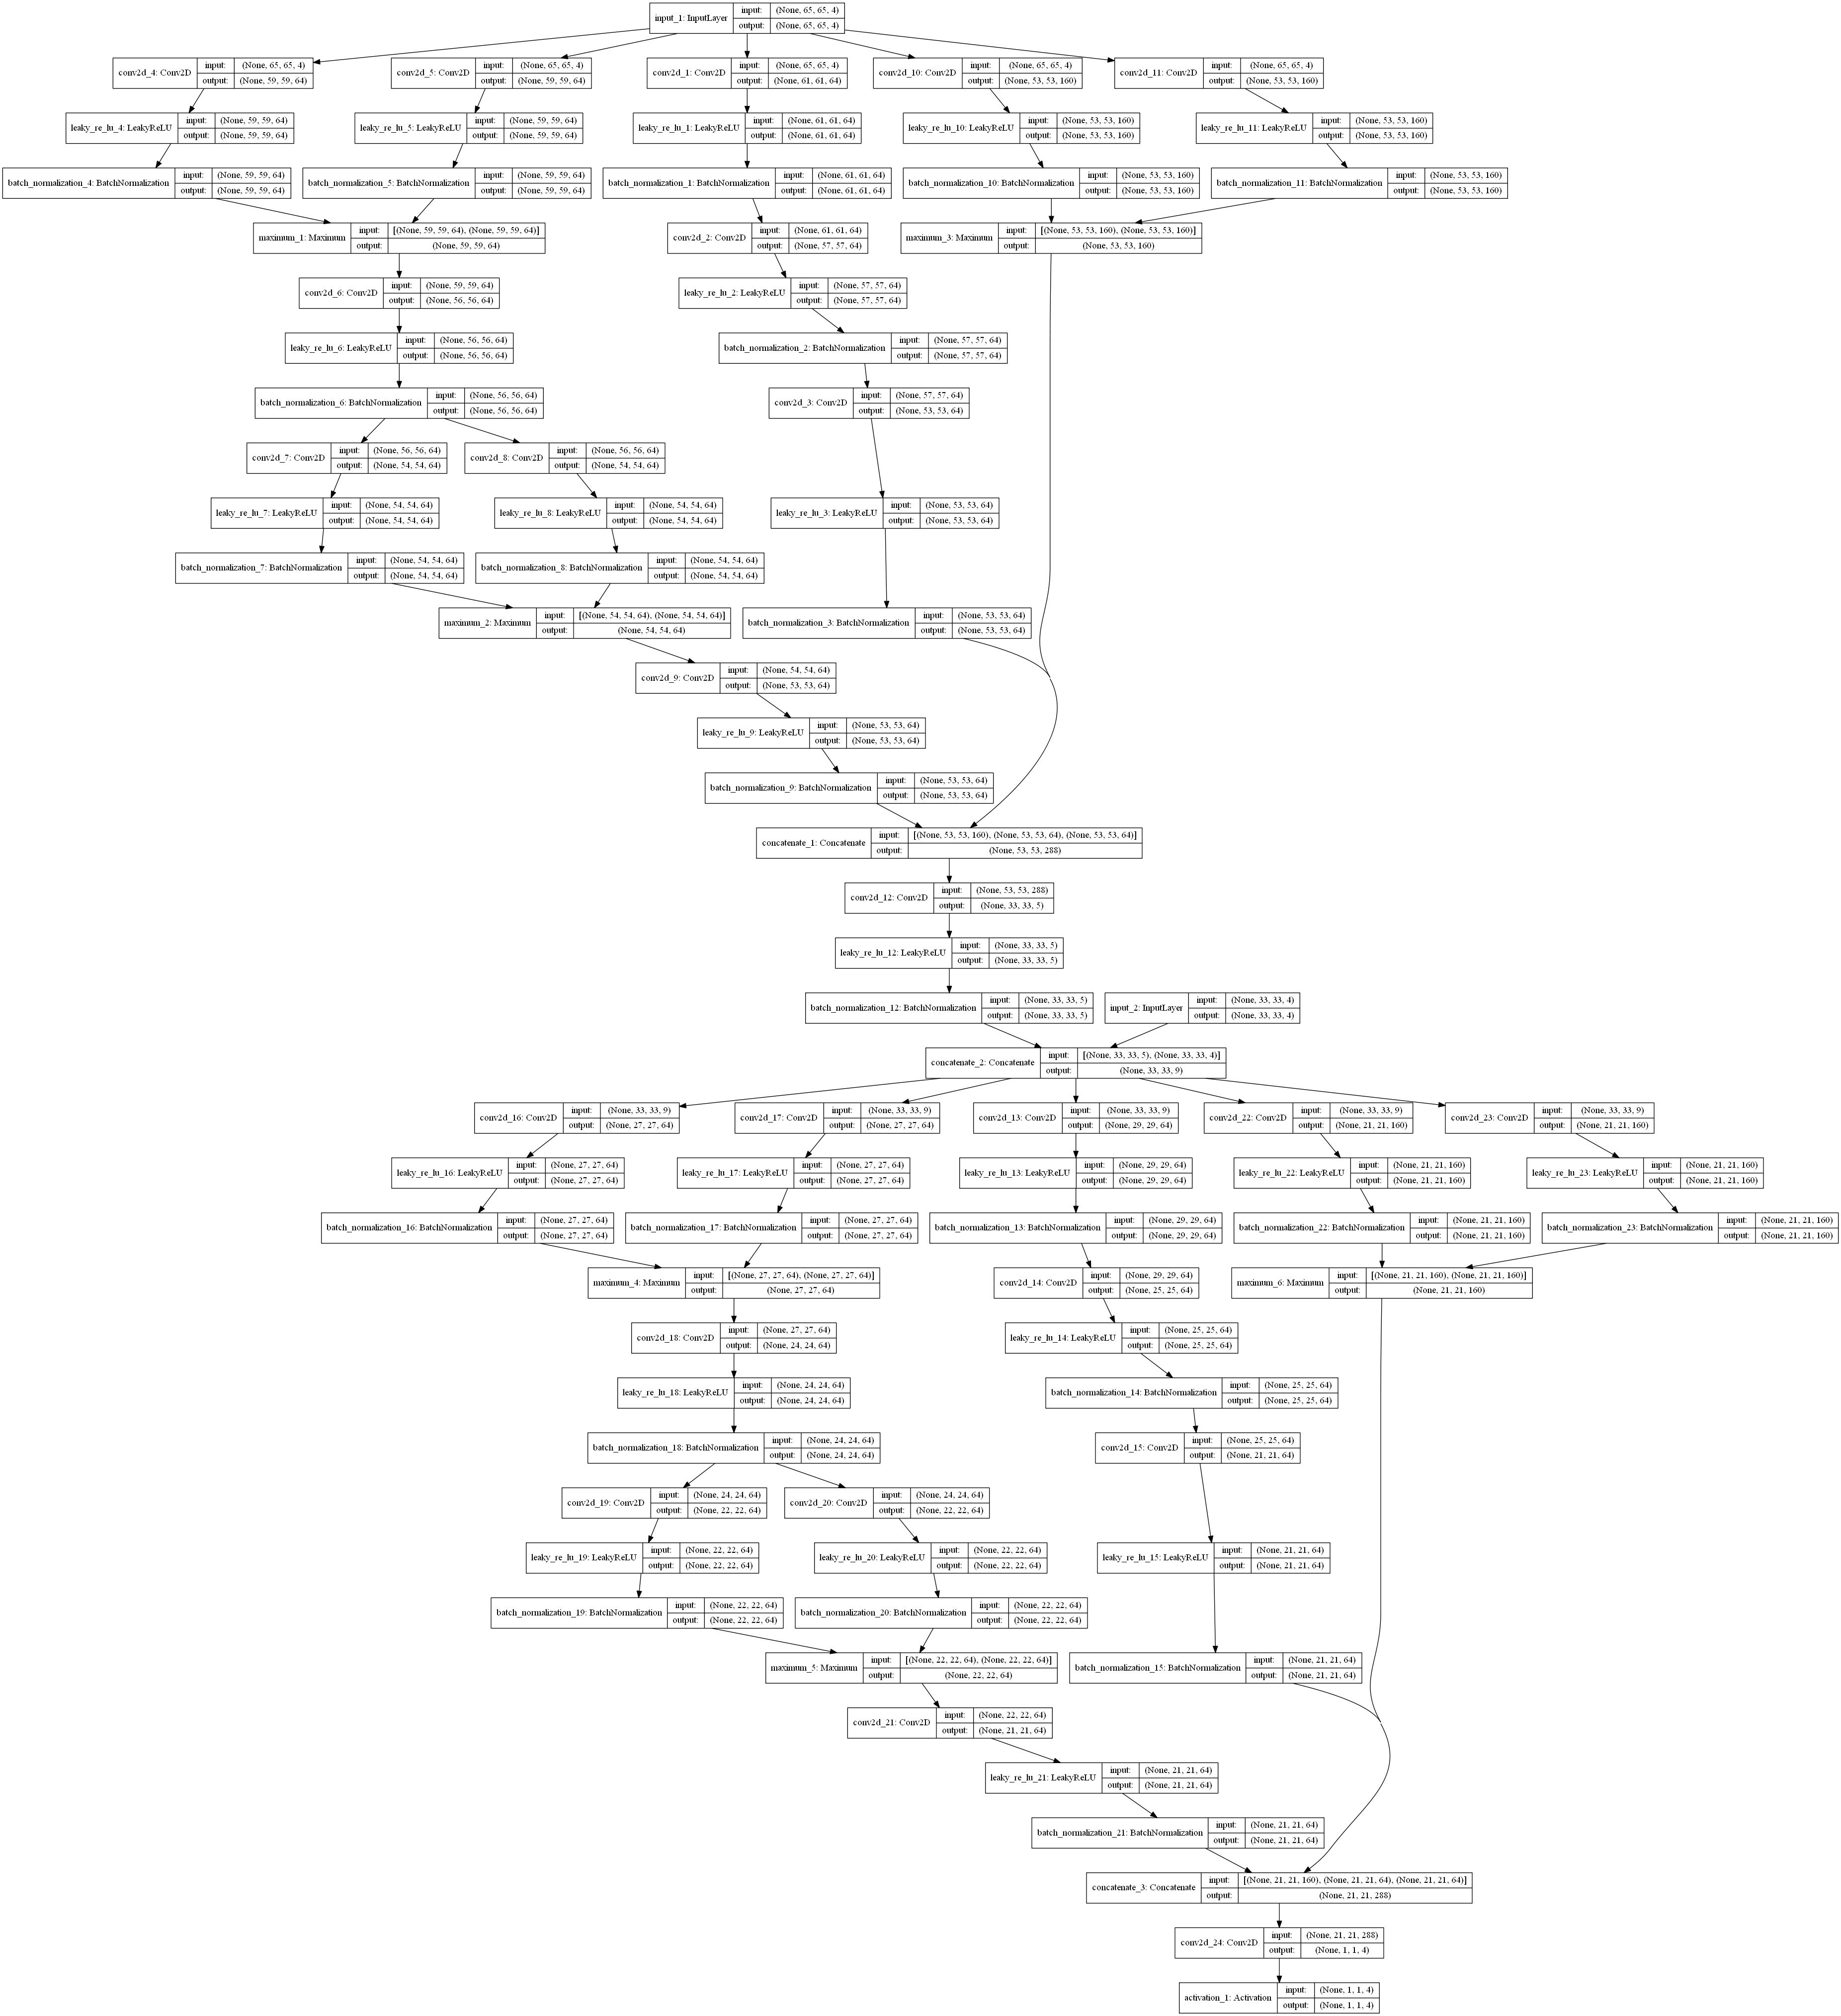 input_1: InputLayer input: (None, 65, 65, 4)
output: (None, 65, 65, 4)
conv2d_4: Conv2D input: (None, 65, 65, 4)
output: (None, 59, 59, 64)
conv2d_5: Conv2D input: (None, 65, 65, 4)
output: (None, 59, 59, 64)
conv2d_1: Conv2D input: (None, 65, 65, 4)
output: (None, 61, 61, 64)
conv2d_10: Conv2D input: (None, 65, 65, 4)
output: (None, 53, 53, 160)
conv2d_11: Conv2D input: (None, 65, 65, 4)
output: (None, 53, 53, 160)
leaky_re_lu_4: LeakyReLU input: (None, 59, 59, 64)
output: (None, 59, 59, 64)
leaky_re_lu_5: LeakyReLU input: (None, 59, 59, 64)
output: (None, 59, 59, 64)
leaky_re_lu_1: LeakyReLU input: (None, 61, 61, 64)
output: (None, 61, 61, 64)
leaky_re_lu_10: LeakyReLU input: (None, 53, 53, 160)
output: (None, 53, 53, 160)
leaky_re_lu_11: LeakyReLU input: (None, 53, 53, 160)
output: (None, 53, 53, 160)
batch_normalization_4: BatchNormalization input: (None, 59, 59, 64)
output: (None, 59, 59, 64)
batch_normalization_5: BatchNormalization input: (None, 59, 59, 64)
output: (None, 59, 59, 64)
batch_normalization_1: BatchNormalization input: (None, 61, 61, 64)
output: (None, 61, 61, 64)
batch_normalization_10: BatchNormalization input: (None, 53, 53, 160)
output: (None, 53, 53, 160)
batch_normalization_11: BatchNormalization input: (None, 53, 53, 160)
output: (None, 53, 53, 160)
maximum_1: Maximum input: [(None, 59, 59, 64), (None, 59, 59, 64)]
output: (None, 59, 59, 64)
conv2d_2: Conv2D input: (None, 61, 61, 64)
output: (None, 57, 57, 64)
maximum_3: Maximum input: [(None, 53, 53, 160), (None, 53, 53, 160)]
output: (None, 53, 53, 160)
conv2d_6: Conv2D input: (None, 59, 59, 64)
output: (None, 56, 56, 64)
leaky_re_lu_2: LeakyReLU input: (None, 57, 57, 64)
output: (None, 57, 57, 64)
leaky_re_lu_6: LeakyReLU input: (None, 56, 56, 64)
output: (None, 56, 56, 64)
batch_normalization_2: BatchNormalization input: (None, 57, 57, 64)
output: (None, 57, 57, 64)
batch_normalization_6: BatchNormalization input: (None, 56, 56, 64)
output: (None, 56, 56, 64)
conv2d_3: Conv2D input: (None, 57, 57, 64)
output: (None, 53, 53, 64)
conv2d_7: Conv2D input: (None, 56, 56, 64)
output: (None, 54, 54, 64)
conv2d_8: Conv2D input: (None, 56, 56, 64)
output: (None, 54, 54, 64)
leaky_re_lu_7: LeakyReLU input: (None, 54, 54, 64)
output: (None, 54, 54, 64)
leaky_re_lu_8: LeakyReLU input: (None, 54, 54, 64)
output: (None, 54, 54, 64)
leaky_re_lu_3: LeakyReLU input: (None, 53, 53, 64)
output: (None, 53, 53, 64)
batch_normalization_7: BatchNormalization input: (None, 54, 54, 64)
output: (None, 54, 54, 64)
batch_normalization_8: BatchNormalization input: (None, 54, 54, 64)
output: (None, 54, 54, 64)
maximum_2: Maximum input: [(None, 54, 54, 64), (None, 54, 54, 64)]
output: (None, 54, 54, 64)
batch_normalization_3: BatchNormalization input: (None, 53, 53, 64)
output: (None, 53, 53, 64)
conv2d_9: Conv2D input: (None, 54, 54, 64)
output: (None, 53, 53, 64)
leaky_re_lu_9: LeakyReLU input: (None, 53, 53, 64)
output: (None, 53, 53, 64)
batch_normalization_9: BatchNormalization input: (None, 53, 53, 64)
output: (None, 53, 53, 64)
concatenate_1: Concatenate input: [(None, 53, 53, 160), (None, 53, 53, 64), (None, 53, 53, 64)]
output: (None, 53, 53, 288)
conv2d_12: Conv2D input: (None, 53, 53, 288)
output: (None, 33, 33, 5)
leaky_re_lu_12: LeakyReLU input: (None, 33, 33, 5)
output: (None, 33, 33, 5)
batch_normalization_12: BatchNormalization input: (None, 33, 33, 5)
output: (None, 33, 33, 5)
input_2: InputLayer input: (None, 33, 33, 4)
output: (None, 33, 33, 4)
concatenate_2: Concatenate input: [(None, 33, 33, 5), (None, 33, 33, 4)]
output: (None, 33, 33, 9)
conv2d_16: Conv2D input: (None, 33, 33, 9)
output: (None, 27, 27, 64)
conv2d_17: Conv2D input: (None, 33, 33, 9)
output: (None, 27, 27, 64)
conv2d_13: Conv2D input: (None, 33, 33, 9)
output: (None, 29, 29, 64)
conv2d_22: Conv2D input: (None, 33, 33, 9)
output: (None, 21, 21, 160)
conv2d_23: Conv2D input: (None, 33, 33, 9)
output: (None, 21, 21, 160)
leaky_re_lu_16: LeakyReLU input: (None, 27, 27, 64)
output: (None, 27, 27, 64)
leaky_re_lu_17: LeakyReLU input: (None, 27, 27, 64)
output: (None, 27, 27, 64)
leaky_re_lu_13: LeakyReLU input: (None, 29, 29, 64)
output: (None, 29, 29, 64)
leaky_re_lu_22: LeakyReLU input: (None, 21, 21, 160)
output: (None, 21, 21, 160)
leaky_re_lu_23: LeakyReLU input: (None, 21, 21, 160)
output: (None, 21, 21, 160)
batch_normalization_16: BatchNormalization input: (None, 27, 27, 64)
output: (None, 27, 27, 64)
batch_normalization_17: BatchNormalization input: (None, 27, 27, 64)
output: (None, 27, 27, 64)
batch_normalization_13: BatchNormalization input: (None, 29, 29, 64)
output: (None, 29, 29, 64)
batch_normalization_22: BatchNormalization input: (None, 21, 21, 160)
output: (None, 21, 21, 160)
batch_normalization_23: BatchNormalization input: (None, 21, 21, 160)
output: (None, 21, 21, 160)
maximum_4: Maximum input: [(None, 27, 27, 64), (None, 27, 27, 64)]
output: (None, 27, 27, 64)
conv2d_14: Conv2D input: (None, 29, 29, 64)
output: (None, 25, 25, 64)
maximum_6: Maximum input: [(None, 21, 21, 160), (None, 21, 21, 160)]
output: (None, 21, 21, 160)
conv2d_18: Conv2D input: (None, 27, 27, 64)
output: (None, 24, 24, 64)
leaky_re_lu_14: LeakyReLU input: (None, 25, 25, 64)
output: (None, 25, 25, 64)
leaky_re_lu_18: LeakyReLU input: (None, 24, 24, 64)
output: (None, 24, 24, 64)
batch_normalization_14: BatchNormalization input: (None, 25, 25, 64)
output: (None, 25, 25, 64)
batch_normalization_18: BatchNormalization input: (None, 24, 24, 64)
output: (None, 24, 24, 64)
conv2d_15: Conv2D input: (None, 25, 25, 64)
output: (None, 21, 21, 64)
conv2d_19: Conv2D input: (None, 24, 24, 64)
output: (None, 22, 22, 64)
conv2d_20: Conv2D input: (None, 24, 24, 64)
output: (None, 22, 22, 64)
leaky_re_lu_19: LeakyReLU input: (None, 22, 22, 64)
output: (None, 22, 22, 64)
leaky_re_lu_20: LeakyReLU input: (None, 22, 22, 64)
output: (None, 22, 22, 64)
leaky_re_lu_15: LeakyReLU input: (None, 21, 21, 64)
output: (None, 21, 21, 64)
batch_normalization_19: BatchNormalization input: (None, 22, 22, 64)
output: (None, 22, 22, 64)
batch_normalization_20: BatchNormalization input: (None, 22, 22, 64)
output: (None, 22, 22, 64)
maximum_5: Maximum input: [(None, 22, 22, 64), (None, 22, 22, 64)]
output: (None, 22, 22, 64)
batch_normalization_15: BatchNormalization input: (None, 21, 21, 64)
output: (None, 21, 21, 64)
conv2d_21: Conv2D input: (None, 22, 22, 64)
output: (None, 21, 21, 64)
leaky_re_lu_21: LeakyReLU input: (None, 21, 21, 64)
output: (None, 21, 21, 64)
batch_normalization_21: BatchNormalization input: (None, 21, 21, 64)
output: (None, 21, 21, 64)
concatenate_3: Concatenate input: [(None, 21, 21, 160), (None, 21, 21, 64), (None, 21, 21, 64)]
output: (None, 21, 21, 288)
conv2d_24: Conv2D input: (None, 21, 21, 288)
output: (None, 1, 1, 4)
activation_1: Activation input: (None, 1, 1, 4)
output: (None, 1, 1, 4)